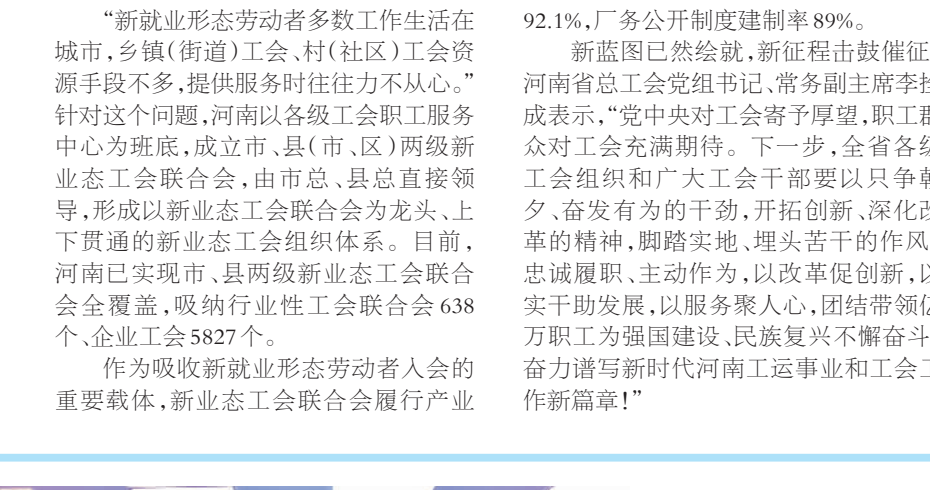 “新就业形态劳动者多数工作生活在
城市,乡镇(街道)工会、村(社区)工会资
源手段不多,提供服务时往往力不从心。”
针对这个问题,河南以各级工会职工服务
中心为班底,成立市、县(市、区)两级新
业态工会联合会,由市总、县总直接领
导,形成以新业态工会联合会为龙头、上
下贯通的新业态工会组织体系。目前,
河南已实现市、县两级新业态工会联合
会全覆盖,吸纳行业性工会联合会638
个、企业工会5827个。
作为吸收新就业形态劳动者入会的
重要载体,新业态工会联合会履行产业
92.1%,厂务公开制度建制率89%。
新蓝图已然绘就,新征程击鼓催征
河南省总工会党组书记、常务副主席李
成表示,“党中央对工会寄予厚望,职工
众对工会充满期待。下一步,全省各
工会组织和广大工会干部要以只争
夕、奋发有为的干劲,开拓创新、深化
革的精神,脚踏实地、埋头苦干的作风
忠诚履职、主动作为,以改革促创新,
实干助发展,以服务聚人心,团结带领
万职工为强国建设、民族复兴不懈奋斗
奋力谱写新时代河南工运事业和工会
作新篇章!”